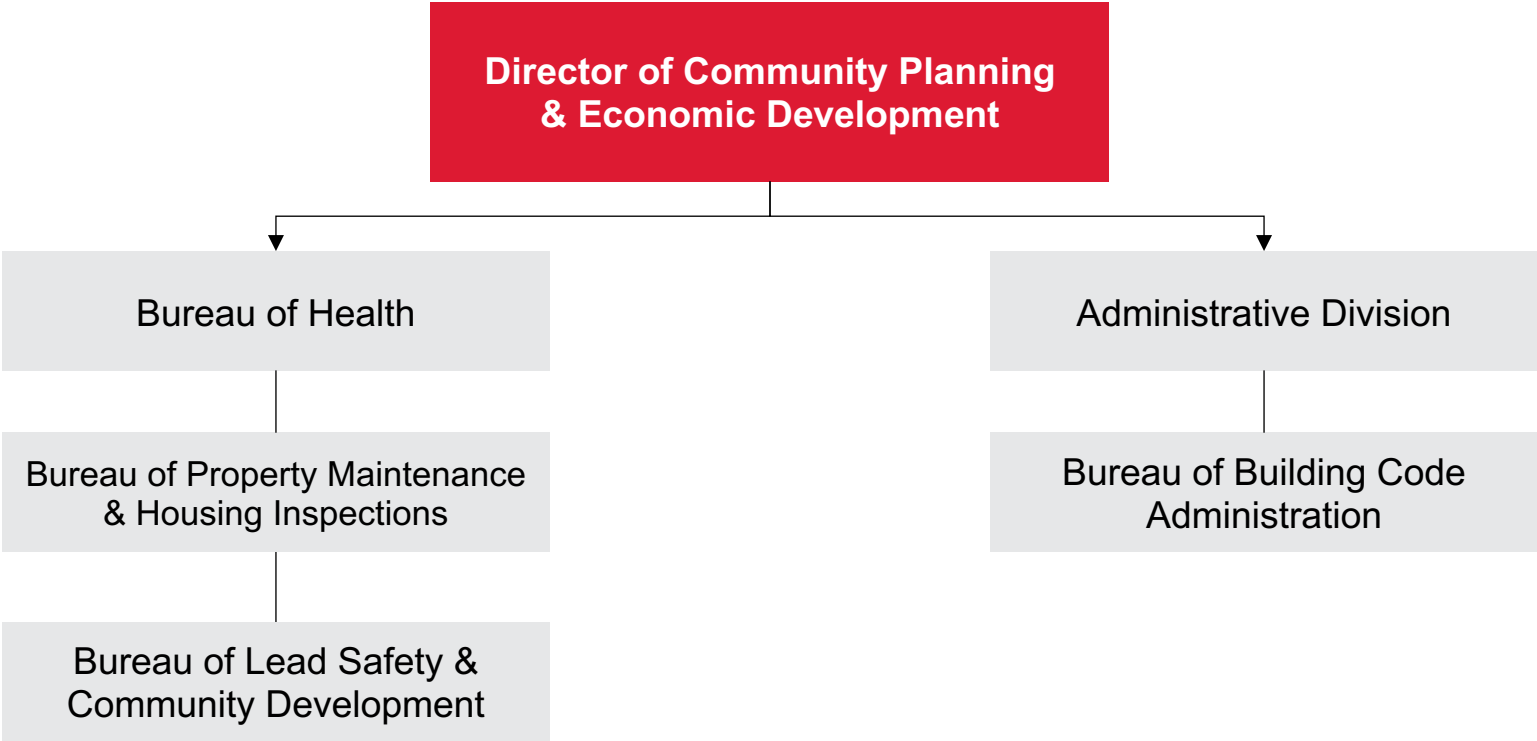 Director of Community Planning
& Economic Development
Bureau of Health
Administrative Division
Bureau of Property Maintenance
& Housing Inspections
Bureau of Building Code
Administration
Bureau of Lead Safety &
Community Development